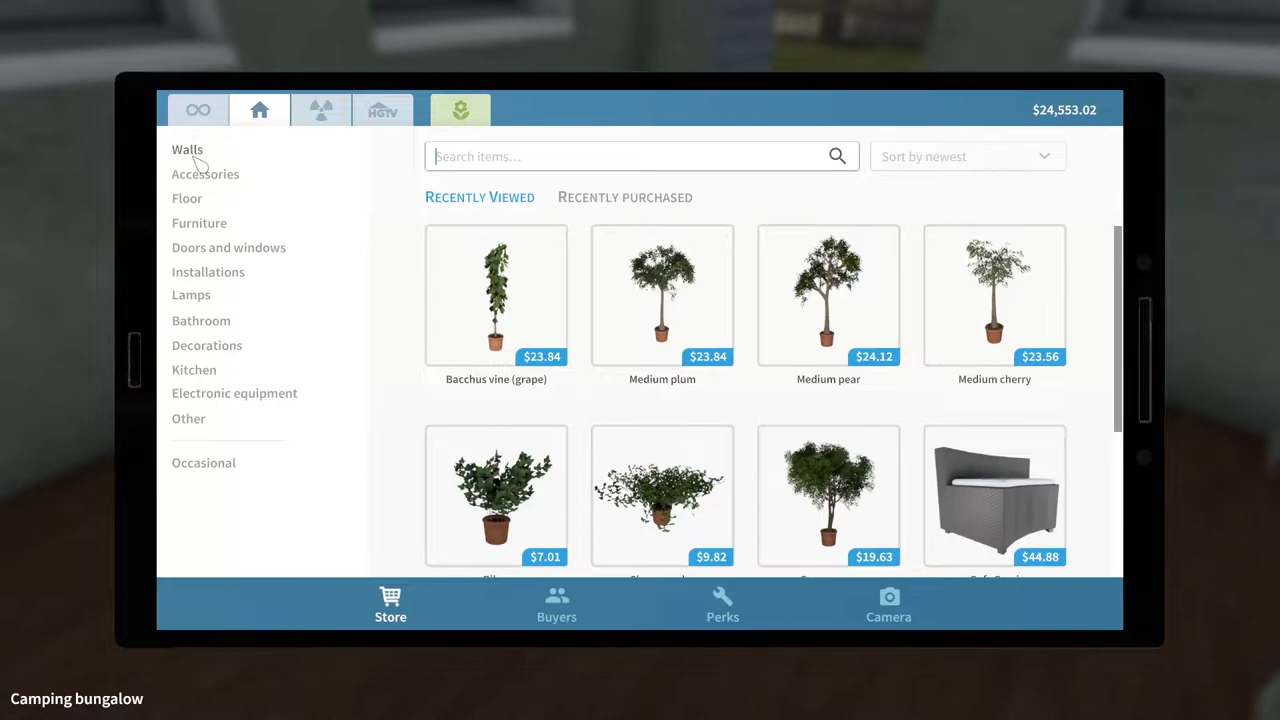 HGTV
$24,553.02
Walls
Accessories
Floor
Furniture
Doors and windows
Installations
Lamps
Bathroom
Decorations
Kitchen
Electronic equipment
Other
Occasional
Search items...
Sort by newest
RECENTLY VIEWED
RECENTLY PURCHASED
$23.84
$23.84
$24.12
$23.56
Bacchus vine (grape)
Medium plum
Medium pear
Medium cherry
$7.01
$9.82
$19.63
$44.88
Store
Buyers
Perks
Camera
Camping bungalow